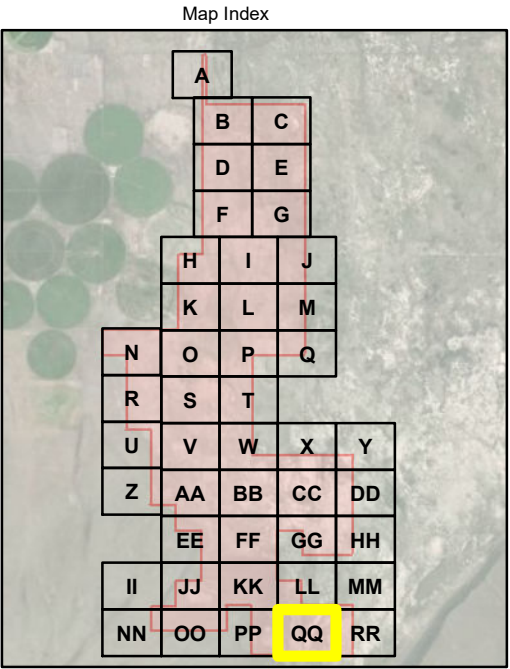 Map Index
A
B C
D E
F G
H I J
K L M
N O P Q
R S T
U V W X Y
Z AA BB CC DD
EE FF GG HH
II JJ KK LL MM
NN OO PP QQ RR